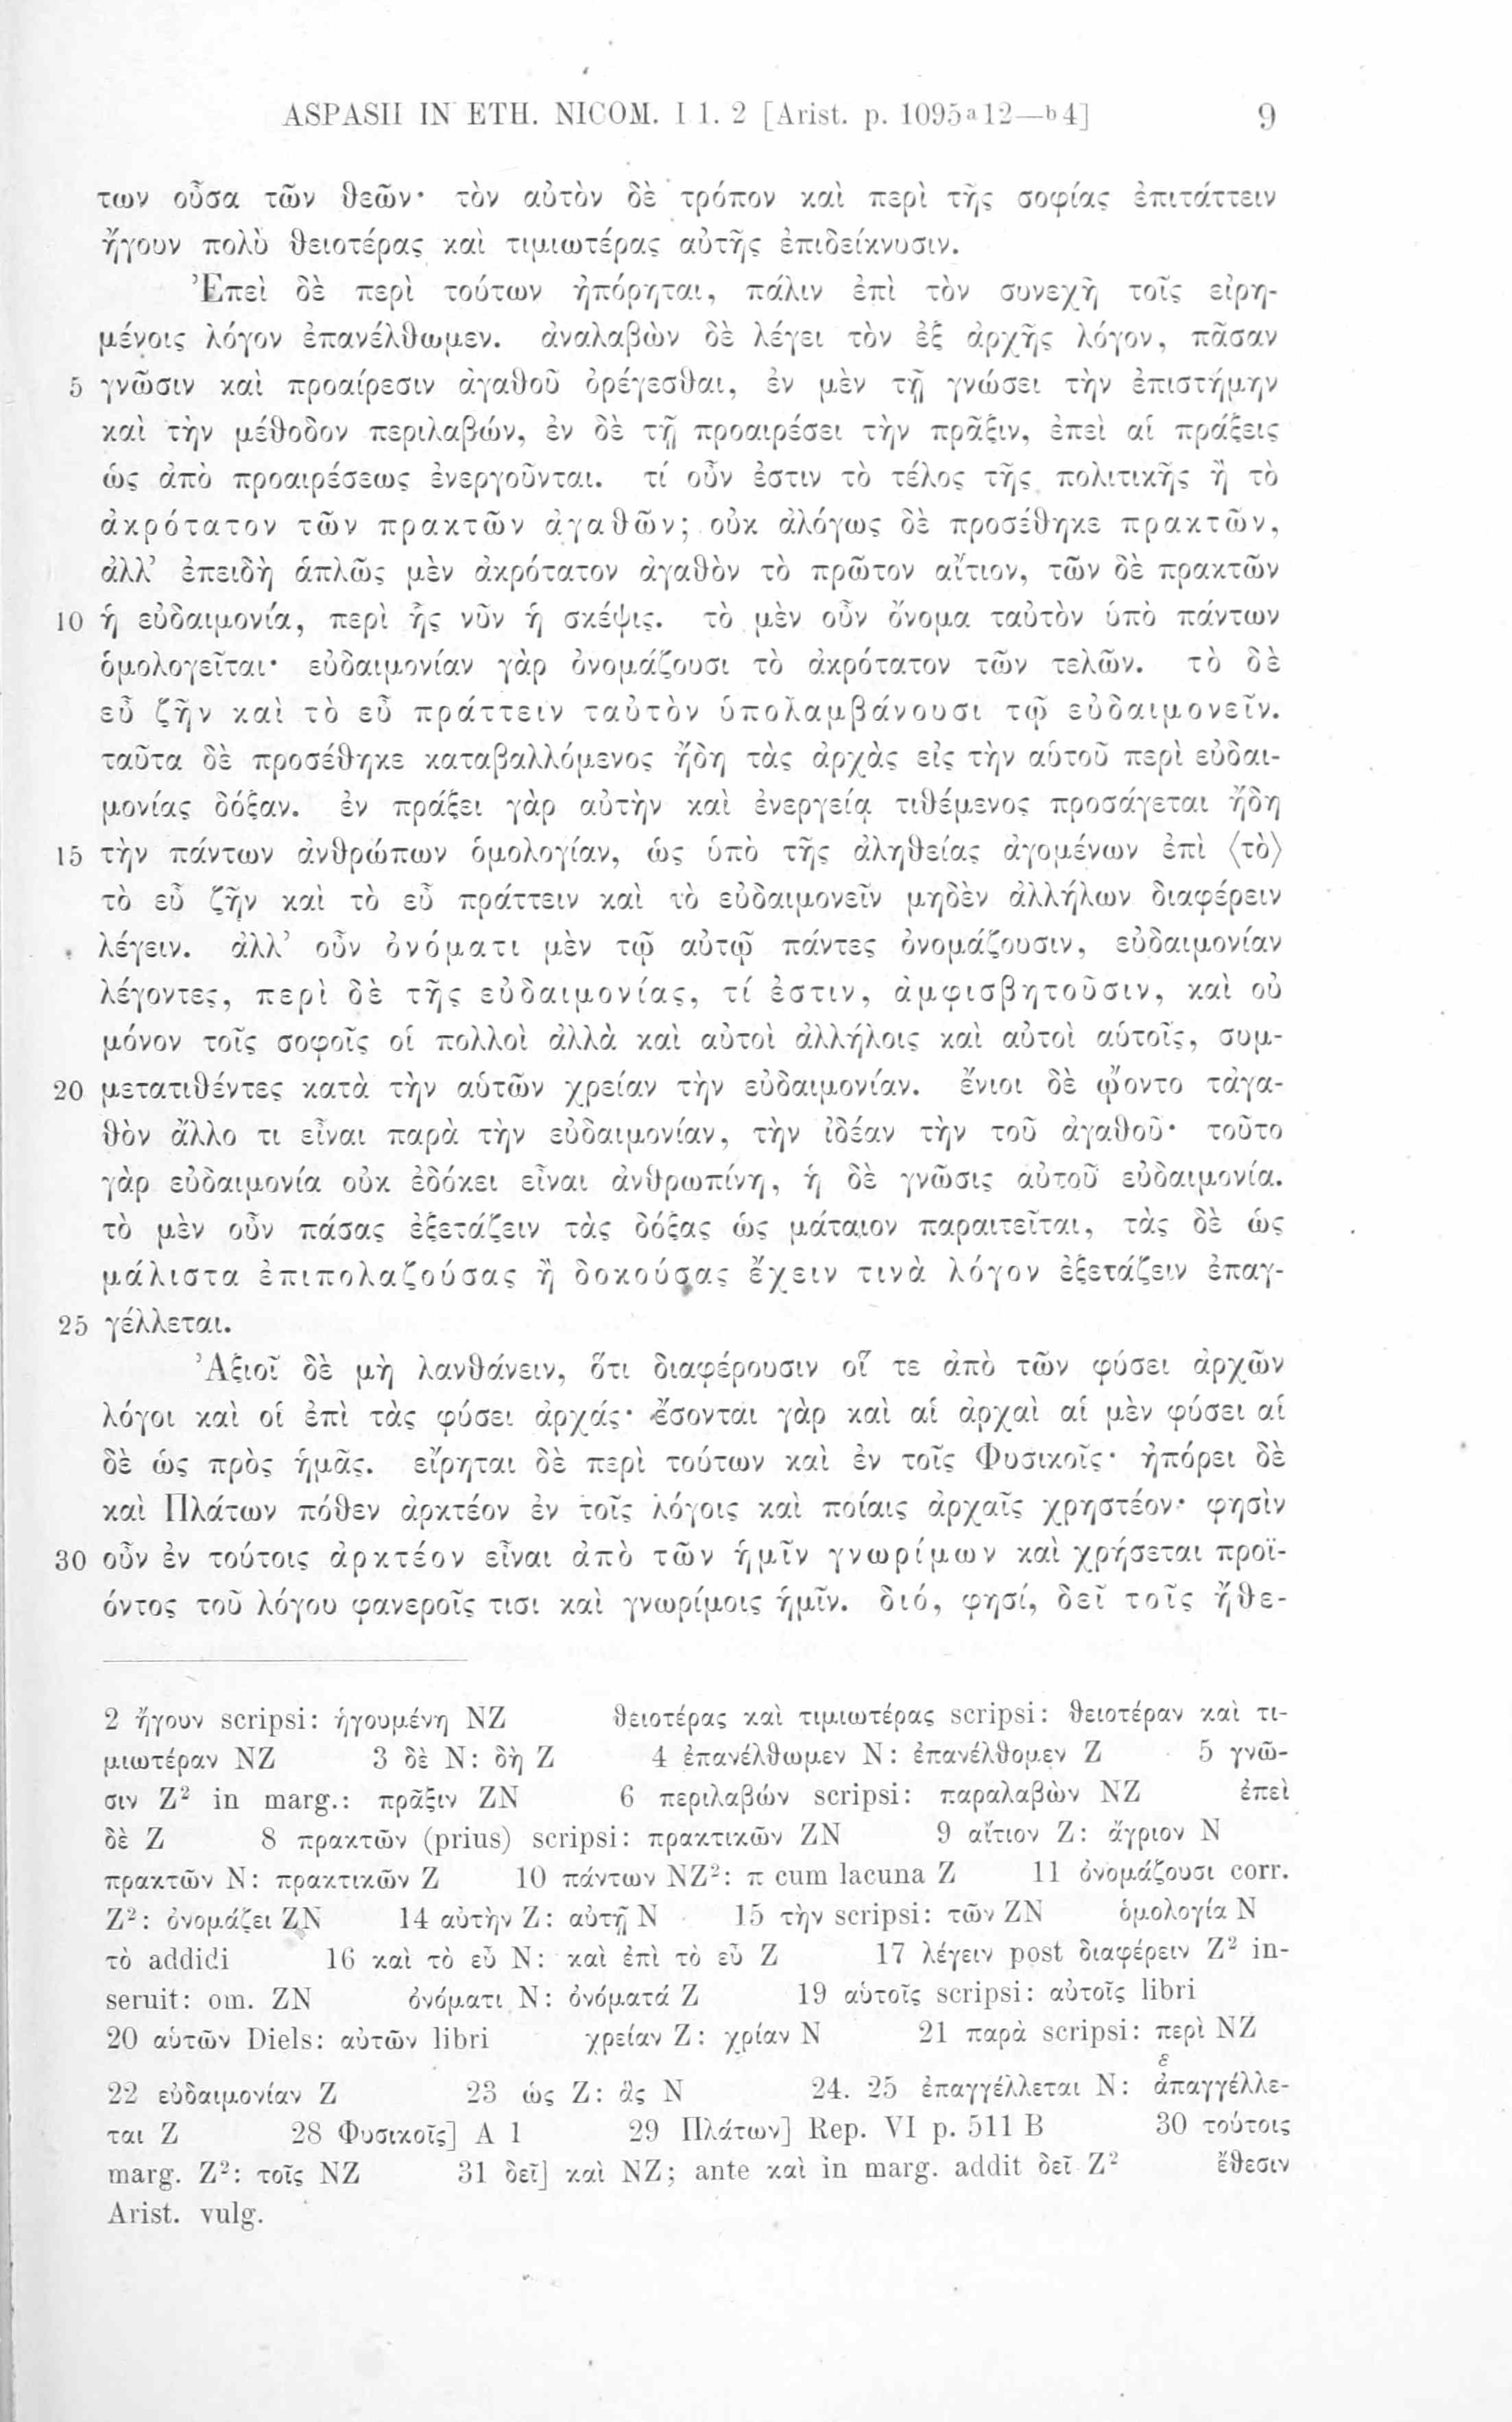 ASPASII IN ETH. NICOM. I 1. 2 [Arist. p. 1095ᵃ12—ᵇ4] 9
των οὖσα τῶν θεῶν· τὸν αὐτὸν δὲ τρόπον καὶ περὶ τῆς σοφίας ἐπιτάττειν
ἤγουν πολὺ θειοτέρας καὶ τιμιωτέρας αὐτῆς ἐπιδείκνυσιν.
Ἐπεὶ δὲ περὶ τούτων ἠπόρηται, πάλιν ἐπὶ τὸν συνεχῆ τοῖς εἰρη-
μένοις λόγον ἐπανέλθωμεν. ἀναλαβὼν δὲ λέγει τὸν ἐξ ἀρχῆς λόγον, πᾶσαν
5 γνῶσιν καὶ προαίρεσιν ἀγαθοῦ ὀρέγεσθαι, ἐν μὲν τῇ γνώσει τὴν ἐπιστήμην
καὶ τὴν μέθοδον περιλαβών, ἐν δὲ τῇ προαιρέσει τὴν πρᾶξιν, ἐπεὶ αἱ πράξεις
ὡς ἀπὸ προαιρέσεως ἐνεργοῦνται. τί οὖν ἐστιν τὸ τέλος τῆς πολιτικῆς ἢ τὸ
ἀκρότατον τῶν πρακτῶν ἀγαθῶν; οὐκ ἀλόγως δὲ προσέθηκε πρακτῶν,
ἀλλ’ ἐπειδὴ ἁπλῶς μὲν ἀκρότατον ἀγαθὸν τὸ πρῶτον αἴτιον, τῶν δὲ πρακτῶν
10 ἡ εὐδαιμονία, περὶ ἧς νῦν ἡ σκέψις. τὸ μὲν οὖν ὄνομα ταὐτὸν ὑπὸ πάντων
ὁμολογεῖται· εὐδαιμονίαν γὰρ ὀνομάζουσι τὸ ἀκρότατον τῶν τελῶν. τὸ δὲ
εὖ ζῆν καὶ τὸ εὖ πράττειν ταὐτὸν ὑπολαμβάνουσι τῷ εὐδαιμονεῖν.
ταῦτα δὲ προσέθηκε καταβαλλόμενος ἤδη τὰς ἀρχὰς εἰς τὴν αὑτοῦ περὶ εὐδαι-
μονίας δόξαν. ἐν πράξει γὰρ αὐτὴν καὶ ἐνεργείᾳ τιθέμενος προσάγεται ἤδη
15 τὴν πάντων ἀνθρώπων ὁμολογίαν, ὡς ὑπὸ τῆς ἀληθείας ἀγομένων ἐπὶ ⟨τὸ⟩
τὸ εὖ ζῆν καὶ τὸ εὖ πράττειν καὶ τὸ εὐδαιμονεῖν μηδὲν ἀλλήλων διαφέρειν
λέγειν. ἀλλ’ οὖν ὀνόματι μὲν τῷ αὐτῷ πάντες ὀνομάζουσιν, εὐδαιμονίαν
λέγοντες, περὶ δὲ τῆς εὐδαιμονίας, τί ἐστιν, ἀμφισβητοῦσιν, καὶ οὐ
μόνον τοῖς σοφοῖς οἱ πολλοὶ ἀλλὰ καὶ αὐτοὶ ἀλλήλοις καὶ αὐτοὶ αὑτοῖς, συμ-
20 μετατιθέντες κατὰ τὴν αὑτῶν χρείαν τὴν εὐδαιμονίαν. ἔνιοι δὲ ᾤοντο τἀγα-
θὸν ἄλλο τι εἶναι παρὰ τὴν εὐδαιμονίαν, τὴν ἰδέαν τὴν τοῦ ἀγαθοῦ· τοῦτο
γὰρ εὐδαιμονία οὐκ ἐδόκει εἶναι ἀνθρωπίνη, ἡ δὲ γνῶσις αὐτοῦ εὐδαιμονία.
τὸ μὲν οὖν πάσας ἐξετάζειν τὰς δόξας ὡς μάταιον παραιτεῖται, τὰς δὲ ὡς
μάλιστα ἐπιπολαζούσας ἢ δοκούσας ἔχειν τινὰ λόγον ἐξετάζειν ἐπαγ-
25 γέλλεται.
Ἀξιοῖ δὲ μὴ λανθάνειν, ὅτι διαφέρουσιν οἵ τε ἀπὸ τῶν φύσει ἀρχῶν
λόγοι καὶ οἱ ἐπὶ τὰς φύσει ἀρχάς· ἔσονται γὰρ καὶ αἱ ἀρχαὶ αἱ μὲν φύσει αἱ
δὲ ὡς πρὸς ἡμᾶς. εἴρηται δὲ περὶ τούτων καὶ ἐν τοῖς Φυσικοῖς· ἠπόρει δὲ
καὶ Πλάτων πόθεν ἀρκτέον ἐν τοῖς λόγοις καὶ ποίαις ἀρχαῖς χρηστέον· φησὶν
30 οὖν ἐν τούτοις ἀρκτέον εἶναι ἀπὸ τῶν ἡμῖν γνωρίμων καὶ χρήσεται προϊ-
όντος τοῦ λόγου φανεροῖς τισι καὶ γνωρίμοις ἡμῖν. διό, φησί, δεῖ τοῖς ἤθε-
2 ἤγουν scripsi: ἡγουμένη NZ θειοτέρας καὶ τιμιωτέρας scripsi: θειοτέραν καὶ τι-
μιωτέραν NZ 3 δὲ N: δὴ Z 4 ἐπανέλθωμεν N: ἐπανέλθομεν Z 5 γνῶ-
σιν Z² in marg.: πρᾶξιν ZN 6 περιλαβών scripsi: παραλαβὼν NZ ἐπεὶ
δὲ Z 8 πρακτῶν (prius) scripsi: πρακτικῶν ZN 9 αἴτιον Z: ἄγριον N
πρακτῶν N: πρακτικῶν Z 10 πάντων NZ²: π cum lacuna Z 11 ὀνομάζουσι corr.
Z²: ὀνομάζει ZN 14 αὐτὴν Z: αὐτῇ N 15 τὴν scripsi: τῶν ZN ὁμολογία N
τὸ addidi 16 καὶ τὸ εὖ N: καὶ ἐπὶ τὸ εὖ Z 17 λέγειν post διαφέρειν Z² in-
seruit: om. ZN ὀνόματι N: ὀνόματά Z 19 αὑτοῖς scripsi: αὐτοῖς libri
20 αὑτῶν Diels: αὐτῶν libri χρείαν Z: χρίαν N 21 παρὰ scripsi: περὶ NZ
22 εὐδαιμονίαν Z 23 ὡς Z: ἃς N 24. 25 ἐπαγγέλλεται N: ἀπαγγέλλε-
ται Z 28 Φυσικοῖς] A 1 29 Πλάτων] Rep. VI p. 511 B 30 τούτοις
marg. Z²: τοῖς NZ 31 δεῖ] καὶ NZ; ante καὶ in marg. addit δεῖ Z² ἔθεσιν
Arist. vulg.